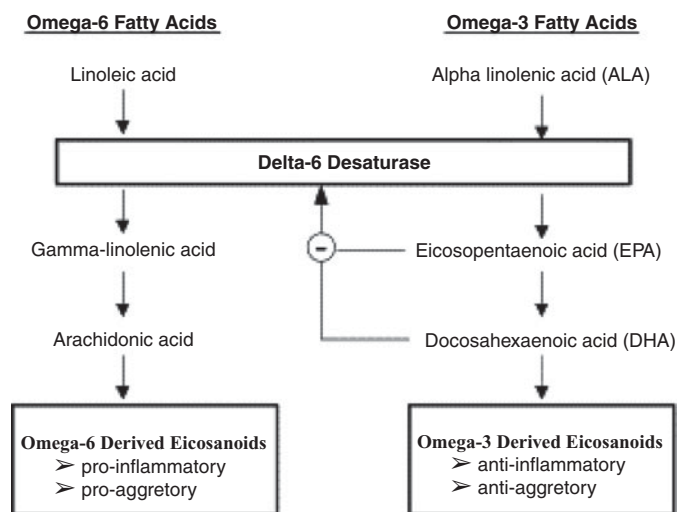 Omega-6 Fatty Acids
Omega-3 Fatty Acids
Linoleic acid
Alpha linolenic acid (ALA)
Delta-6 Desaturase
Gamma-linolenic acid
−
Eicosopentaenoic acid (EPA)
Arachidonic acid
Docosahexaenoic acid (DHA)
Omega-6 Derived Eicosanoids
➢ pro-inflammatory
➢ pro-aggretory
Omega-3 Derived Eicosanoids
➢ anti-inflammatory
➢ anti-aggretory